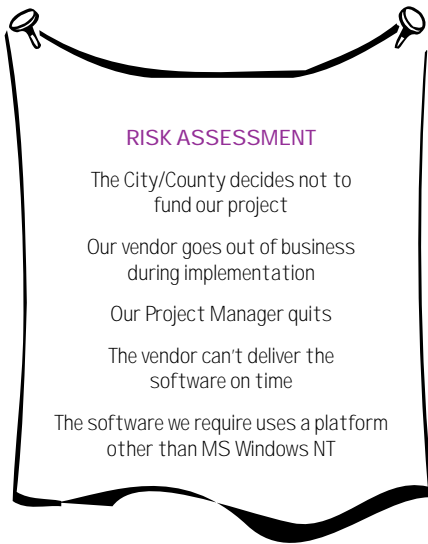 RISK ASSESSMENT
The City/County decides not to
fund our project
Our vendor goes out of business
during implementation
Our Project Manager quits
The vendor can't deliver the
software on time
The software we require uses a platform
other than MS Windows NT